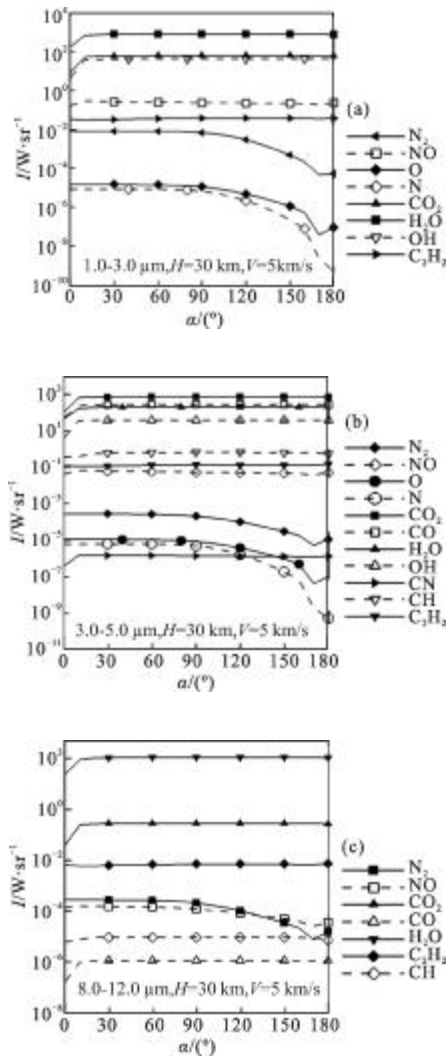 10⁴
10²
10⁰
10⁻²
10⁻⁴
10⁻⁶
10⁻⁸
10⁻¹⁰
I/W·sr⁻¹
1.0-3.0 μm,H=30 km,V=5km/s
0 30 60 90 120 150 180
α/(°)
(a)
N₂
NO
O
N
CO₂
H₂O
OH
C₂H₂
10³
10¹
10⁻¹
10⁻³
10⁻⁵
10⁻⁷
10⁻⁹
10⁻¹¹
I/W·sr⁻¹
3.0-5.0 μm,H=30 km,V=5 km/s
0 30 60 90 120 150 180
α/(°)
(b)
N₂
NO
O
N
CO₂
CO
H₂O
OH
CN
CH
C₂H₂
10²
10⁰
10⁻²
10⁻⁴
10⁻⁶
10⁻⁸
I/W·sr⁻¹
8.0-12.0 μm,H=30 km,V=5 km/s
0 30 60 90 120 150 180
α/(°)
(c)
N₂
NO
CO₂
CO
H₂O
C₂H₂
CH